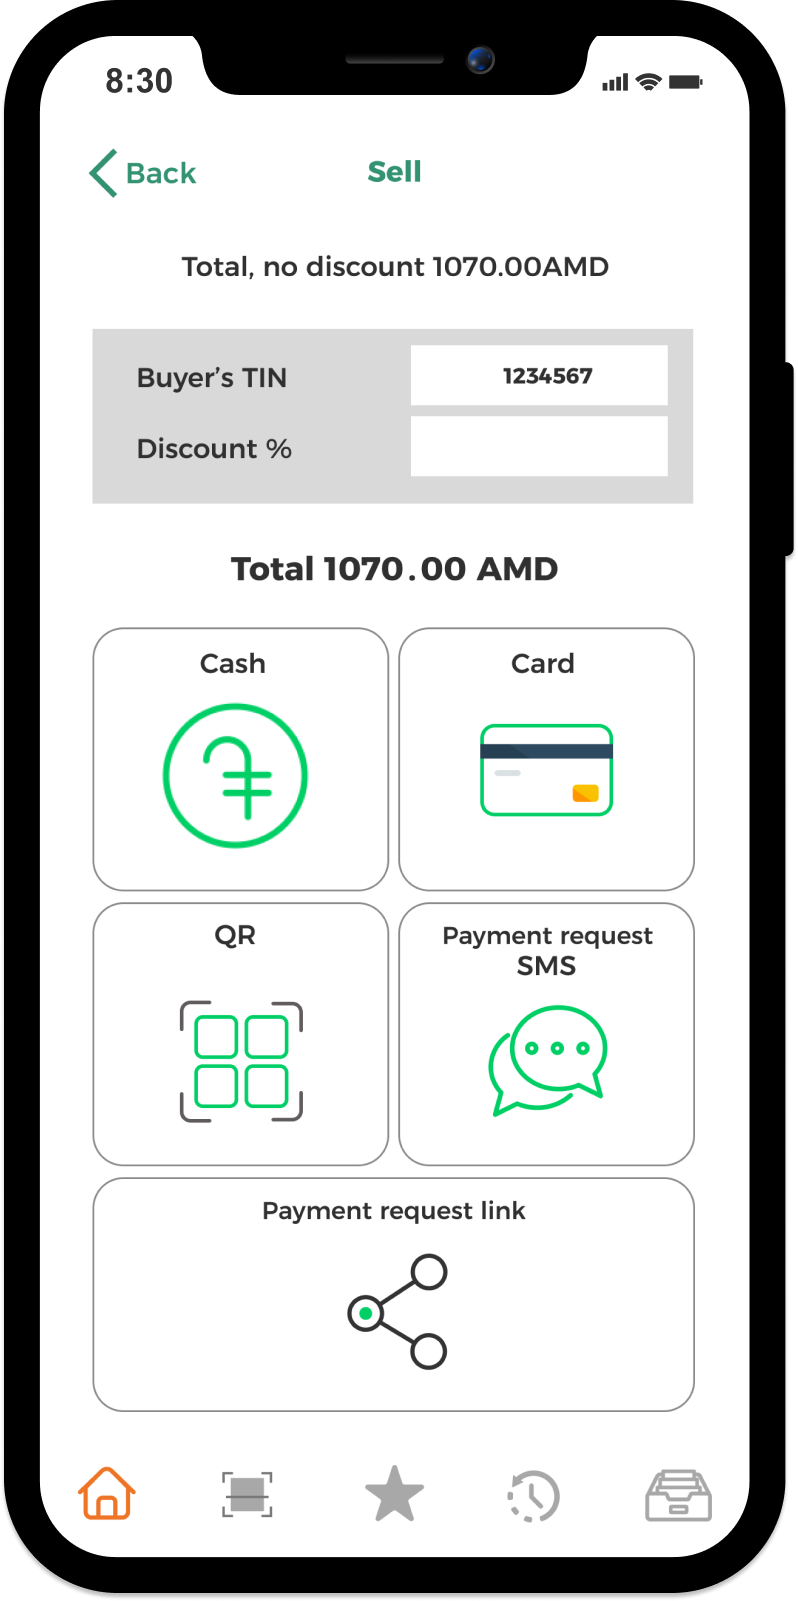 8:30
Back
Sell
Total, no discount 1070.00AMD
Buyer’s TIN
1234567
Discount %
Total 1070.00 AMD
Cash
Card
QR
Payment request
SMS
Payment request link